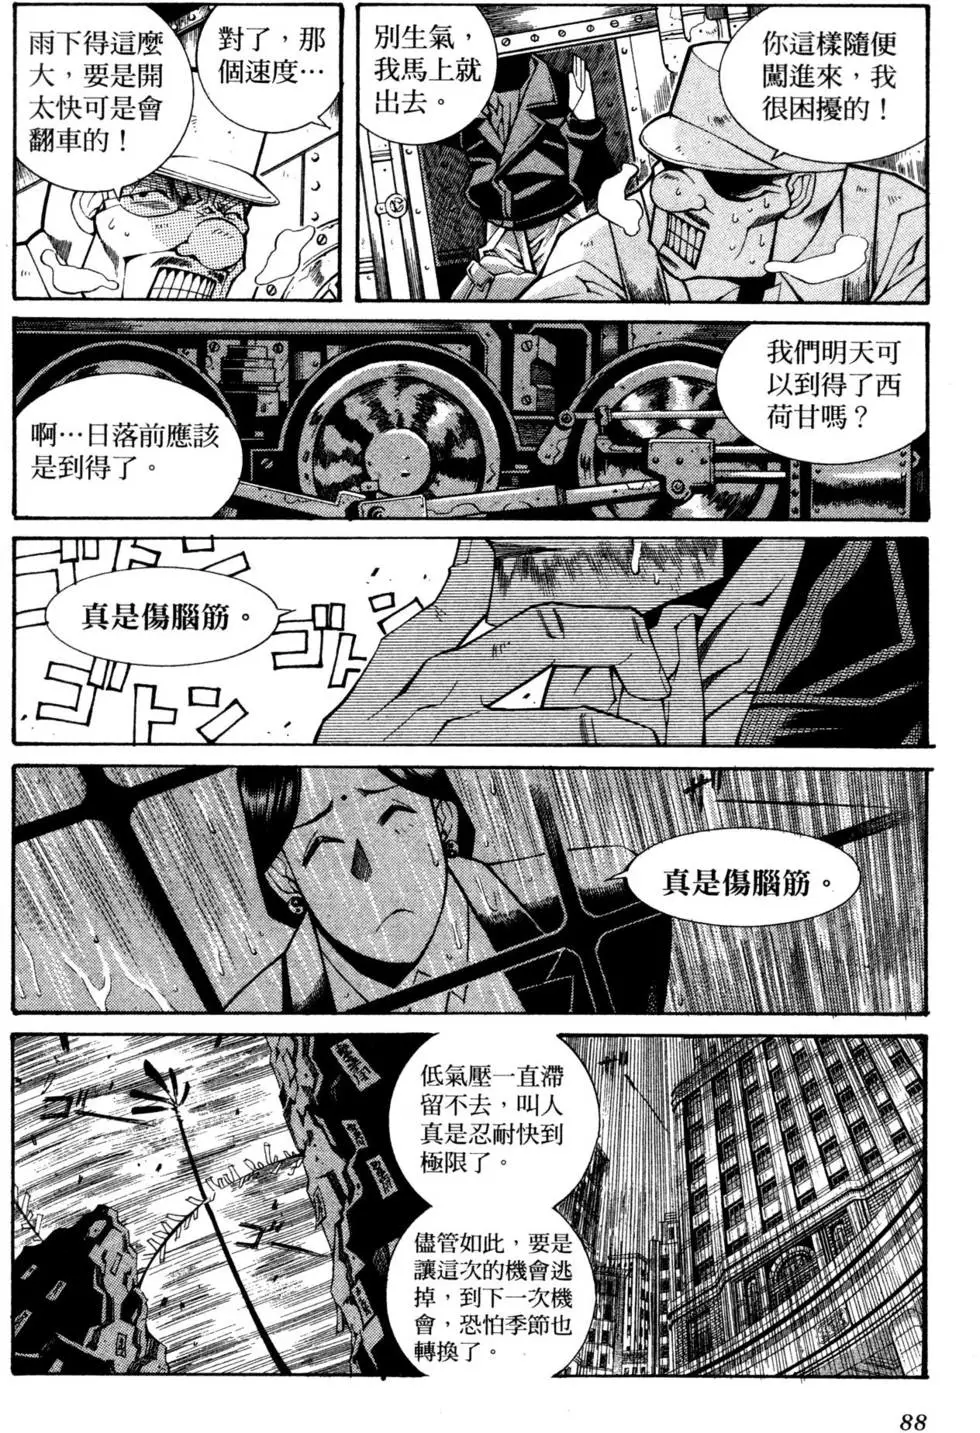 你這樣隨便
闖進來，我
很困擾的！
別生氣，
我馬上就
出去。
對了，那
個速度…
雨下得這麼
大，要是開
太快可是會
翻車的！
我們明天可
以到得了西
荷甘嗎？
啊…日落前應該
是到得了。
ゴトン
ゴトン
ゴトン
真是傷腦筋。
真是傷腦筋。
低氣壓一直滯
留不去，叫人
真是忍耐快到
極限了。
儘管如此，要是
讓這次的機會逃
掉，到下一次機
會，恐怕季節也
轉換了。
88